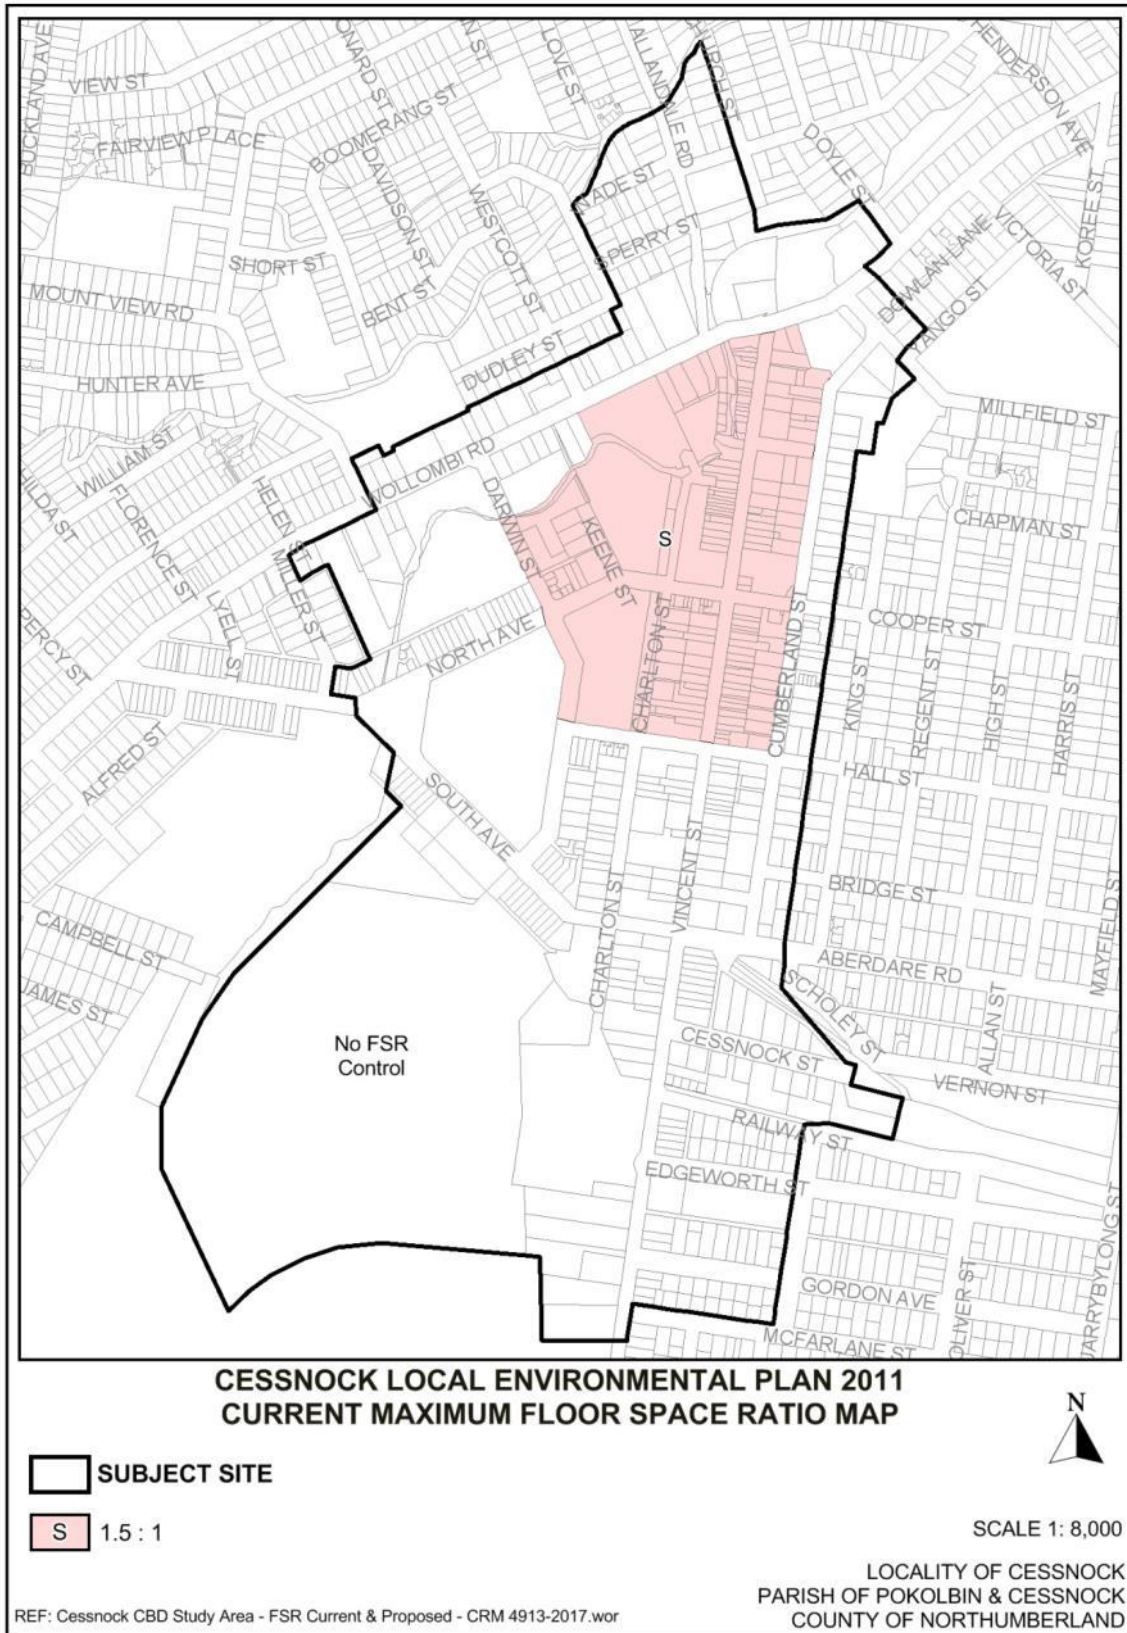 BUCKLAND AVE
VIEW ST
FAIRVIEW PLACE
BOOMERANG ST
DAVIDSON ST
WESTCOTT ST
LOVE ST
ALLANDALE RD
CHURCH ST
HENDERSON AVE
DOYLE ST
KOREE ST
VICTORIA ST
DOWLAN LANE
YANGO ST
SPERRY ST
SHORT ST
BENT ST
MOUNT VIEW RD
DUDLEY ST
HUNTER AVE
MILLFIELD ST
WILLIAM ST
WOLLOMBI RD
HELEN ST
FLORENCE ST
DARWIN ST
KEENE ST
CHAPMAN ST
S
MILLER ST
LYELL ST
PERCY ST
NORTH AVE
CHARLTON ST
CUMBERLAND ST
COOPER ST
KING ST
REGENT ST
HIGH ST
HARRIS ST
ALFRED ST
HALL ST
SOUTH AVE
VINCENT ST
CHARLTON ST
BRIDGE ST
MAYFIELD ST
CAMPBELL ST
JAMES ST
ABERDARE RD
SCHOLEY ST
ALLAN ST
No FSR
Control
CESSNOCK ST
VERNON ST
RAILWAY ST
EDGEWORTH ST
GORDON AVE
OLIVER ST
MCFARLANE ST
CESSNOCK LOCAL ENVIRONMENTAL PLAN 2011
CURRENT MAXIMUM FLOOR SPACE RATIO MAP
N
SUBJECT SITE
S 1.5 : 1
SCALE 1: 8,000
LOCALITY OF CESSNOCK
PARISH OF POKOLBIN & CESSNOCK
COUNTY OF NORTHUMBERLAND
REF: Cessnock CBD Study Area - FSR Current & Proposed - CRM 4913-2017.wor